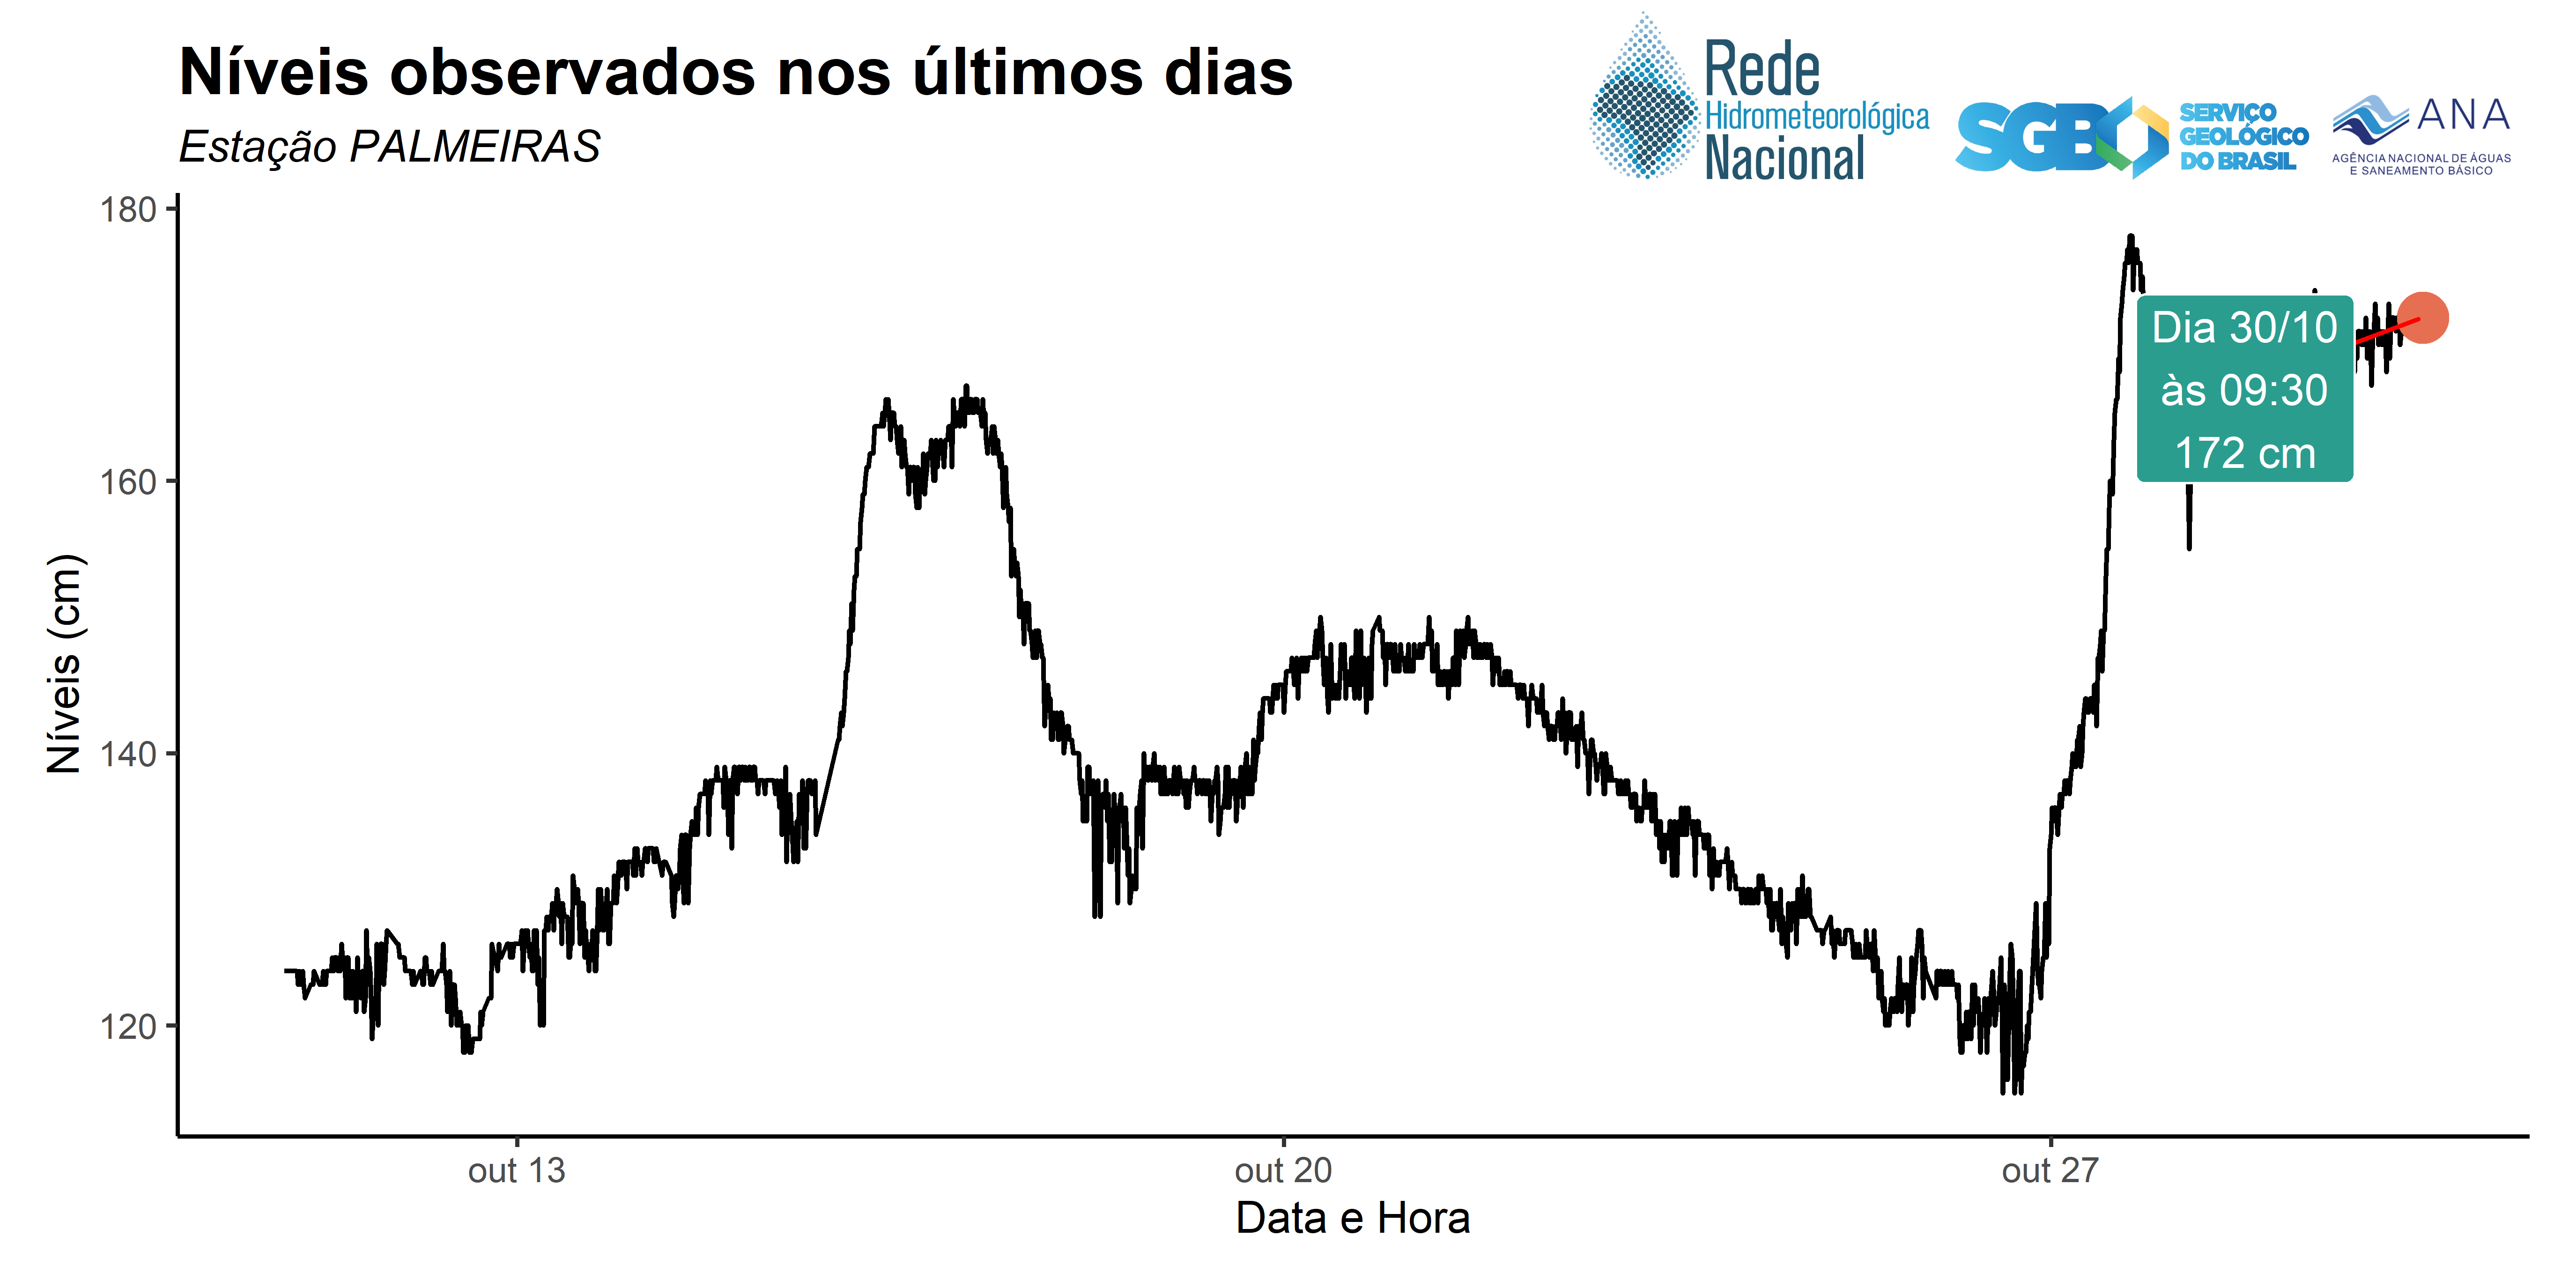 Níveis observados nos últimos dias
Estação PALMEIRAS
Rede
Hidrometeorológica
Nacional
SGB
SERVIÇO
GEOLÓGICO
DO BRASIL
ANA
AGÊNCIA NACIONAL DE ÁGUAS
E SANEAMENTO BÁSICO
180
160
140
120
Níveis (cm)
Dia 30/10
às 09:30
172 cm
out 13
out 20
out 27
Data e Hora